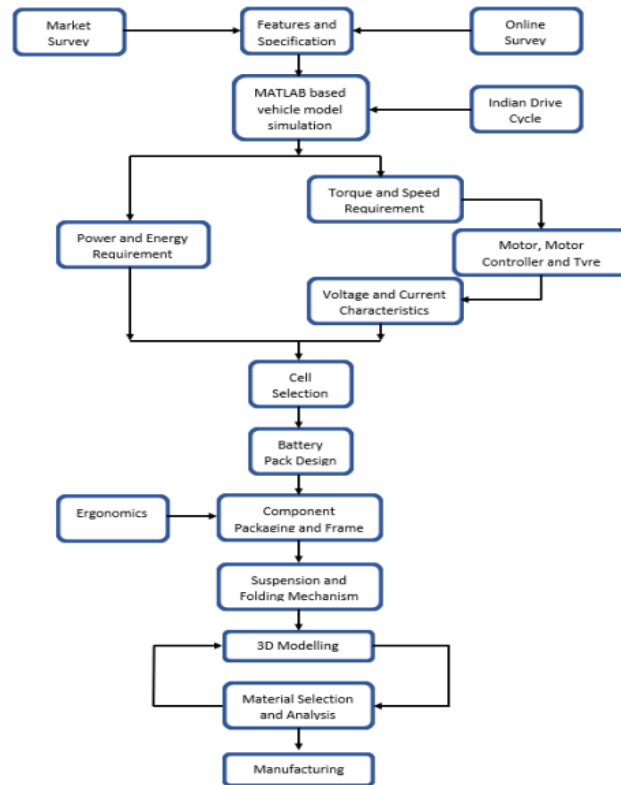 Market
Survey
Features and
Specification
Online
Survey
MATLAB based
vehicle model
simulation
Indian Drive
Cycle
Torque and Speed
Requirement
Power and Energy
Requirement
Motor, Motor
Controller and Tyre
Voltage and Current
Characteristics
Cell
Selection
Battery
Pack Design
Ergonomics
Component
Packaging and Frame
Suspension and
Folding Mechanism
3D Modelling
Material Selection
and Analysis
Manufacturing